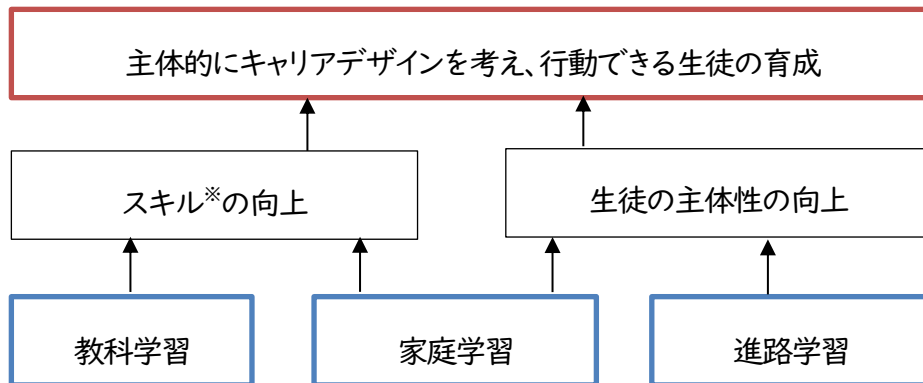 主体的にキャリアデザインを考え、行動できる生徒の育成
スキル※の向上
生徒の主体性の向上
教科学習
家庭学習
進路学習